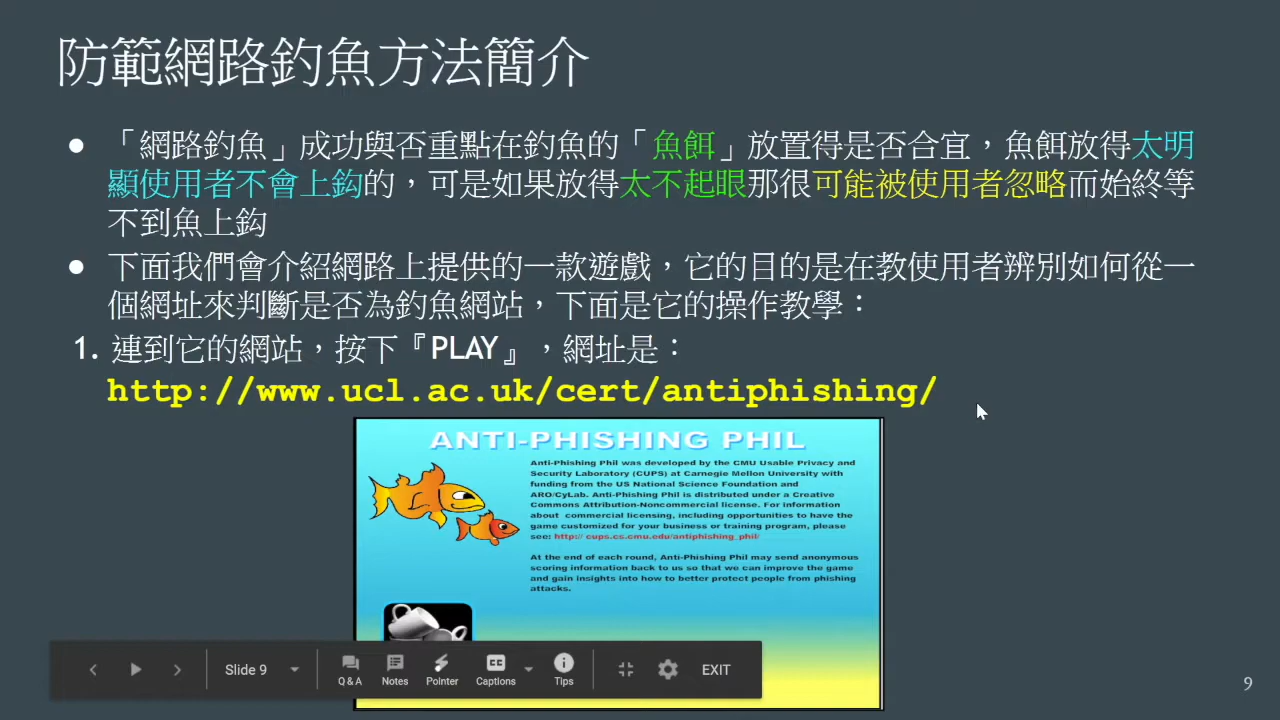 防範網路釣魚方法簡介
● 「網路釣魚」成功與否重點在釣魚的「魚餌」放置得是否合宜，魚餌放得太明
顯使用者不會上鈎的，可是如果放得太不起眼那很可能被使用者忽略而始終等
不到魚上鈎
● 下面我們會介紹網路上提供的一款遊戲，它的目的是在教使用者辨別如何從一
個網址來判斷是否為釣魚網站，下面是它的操作教學：
1. 連到它的網站，按下『PLAY』，網址是：
http://www.ucl.ac.uk/cert/antiphishing/
ANTI-PHISHING PHIL
Anti-Phishing Phil was developed by the CMU Usable Privacy and
Security Laboratory (CUPS) at Carnegie Mellon University with
funding from the US National Science Foundation and
ARO/CyLab. Anti-Phishing Phil is distributed under a Creative
Commons Attribution-Noncommercial license. For information
about commercial licensing, including opportunities to have the
game customized for your business or training program, please
see: http:// cups.cs.cmu.edu/antiphishing_phil/
At the end of each round, Anti-Phishing Phil may send anonymous
scoring information back to us so that we can improve the game
and gain insights into how to better protect people from phishing
attacks.
Slide 9
Q & A
Notes
Pointer
CC
Captions
Tips
EXIT
9